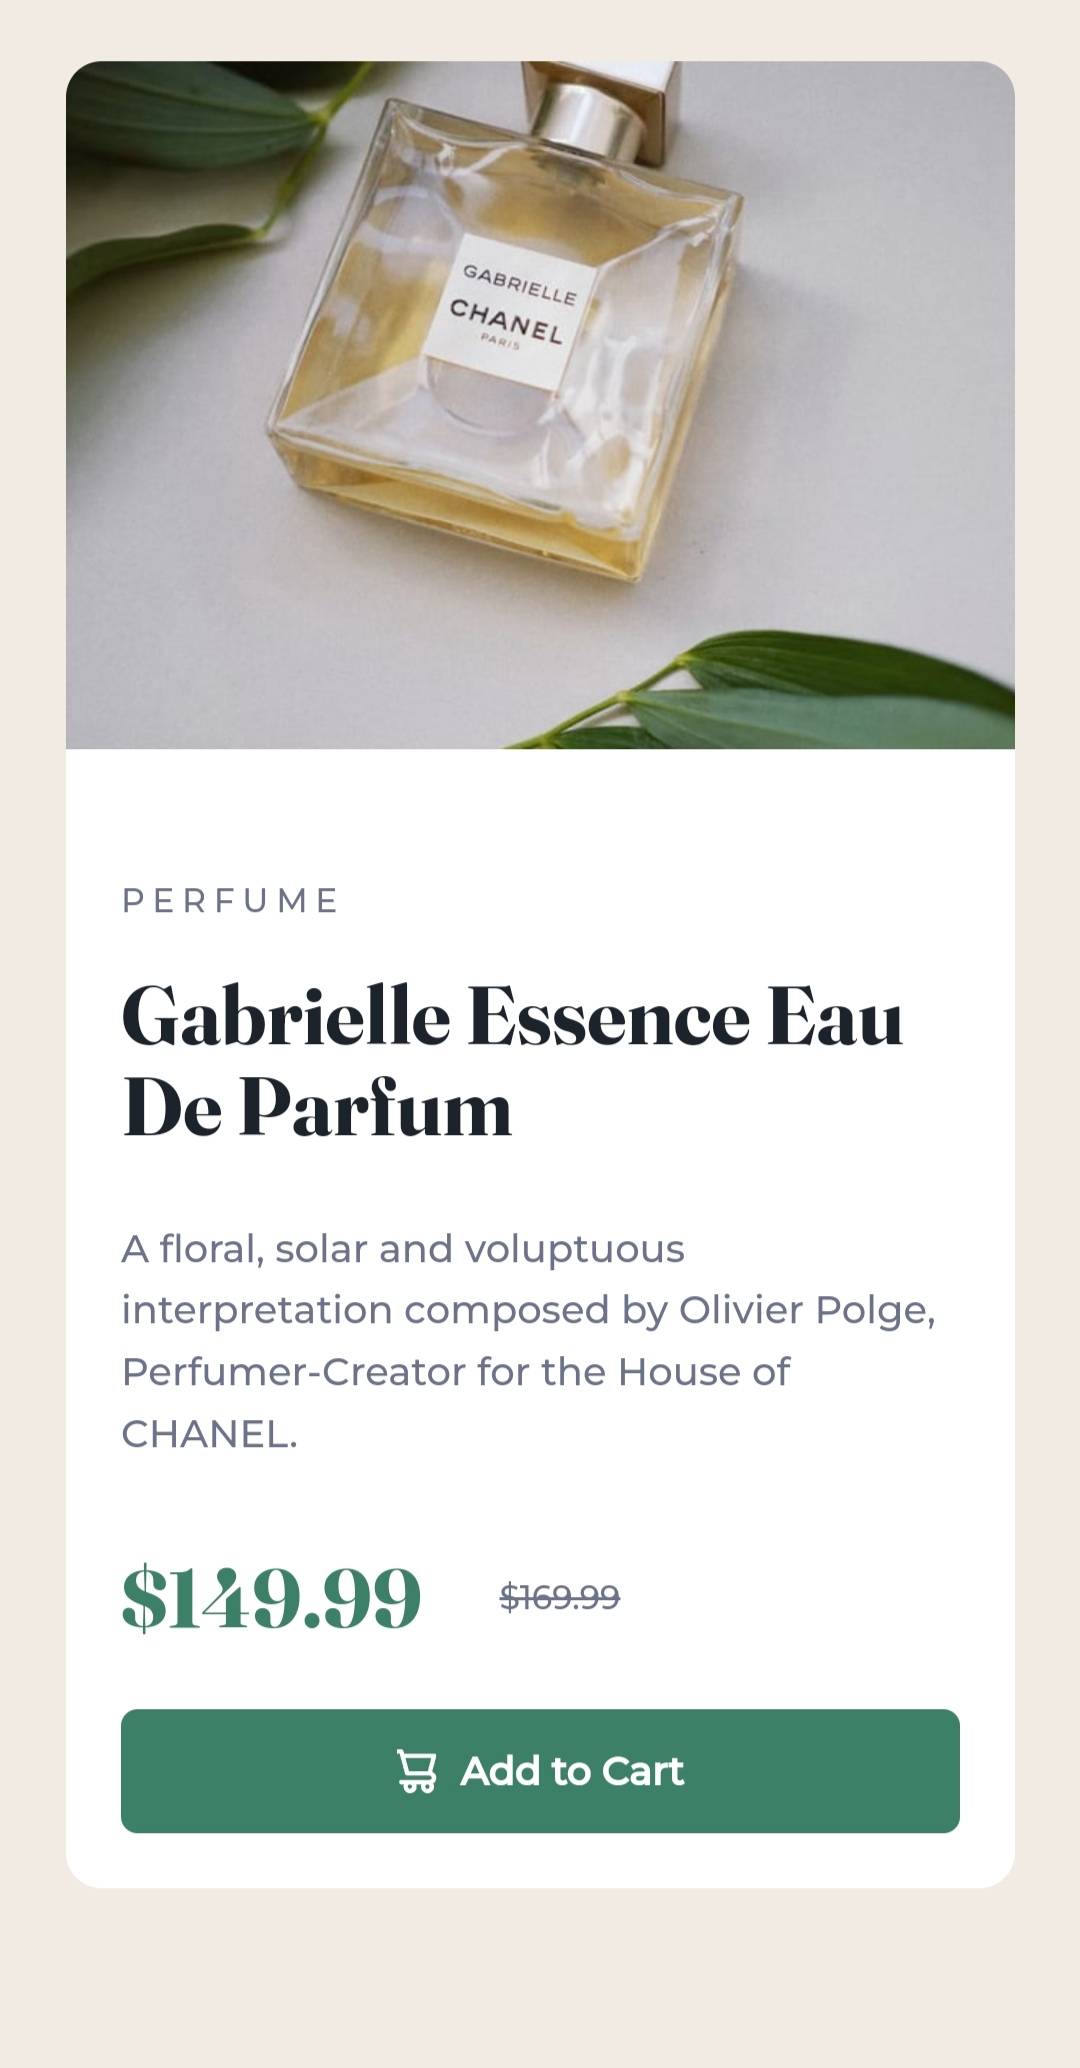 GABRIELLE
CHANEL
PARIS
PERFUME
Gabrielle Essence Eau
De Parfum
A floral, solar and voluptuous
interpretation composed by Olivier Polge,
Perfumer-Creator for the House of
CHANEL.
$149.99 $169.99
Add to Cart